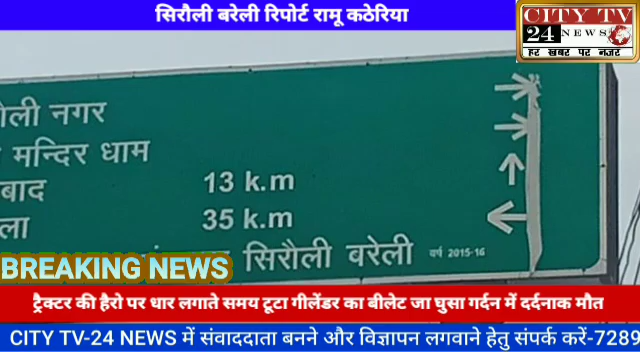 सिरौली बरेली रिपोर्ट रामू कठेरिया
CITY TV
24 NEWS
हर खबर पर नजर
ौली नगर
मन्दिर धाम
बाद 13 k.m
ला 35 k.m
सिरौली बरेली वर्ष 2015-16
BREAKING NEWS
ट्रैक्टर की हैरो पर धार लगाते समय टूटा गीलेंडर का बीलेट जा घुसा गर्दन में दर्दनाक मौत
CITY TV-24 NEWS में संवाददाता बनने और विज्ञापन लगवाने हेतु संपर्क करें-7289